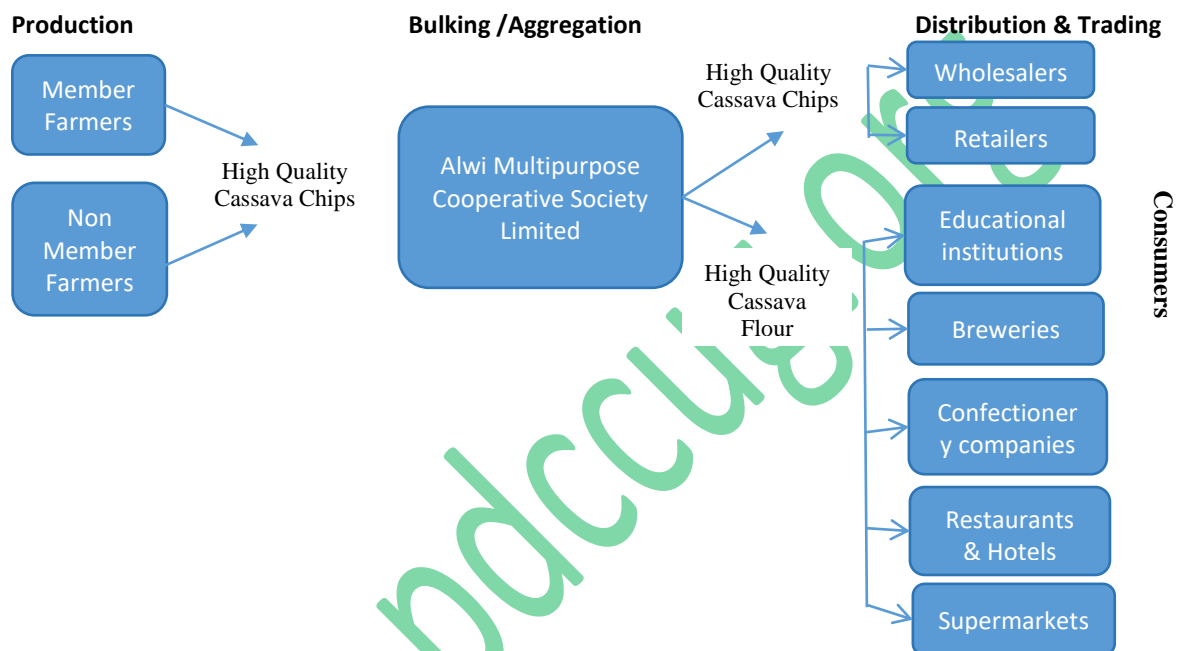 Production
Bulking /Aggregation
Distribution & Trading
Member
Farmers
Non
Member
Farmers
High Quality
Cassava Chips
Alwi Multipurpose
Cooperative Society
Limited
High Quality
Cassava Chips
High Quality
Cassava
Flour
Wholesalers
Retailers
Educational
institutions
Breweries
Confectioner
y companies
Restaurants
& Hotels
Supermarkets
Consumers